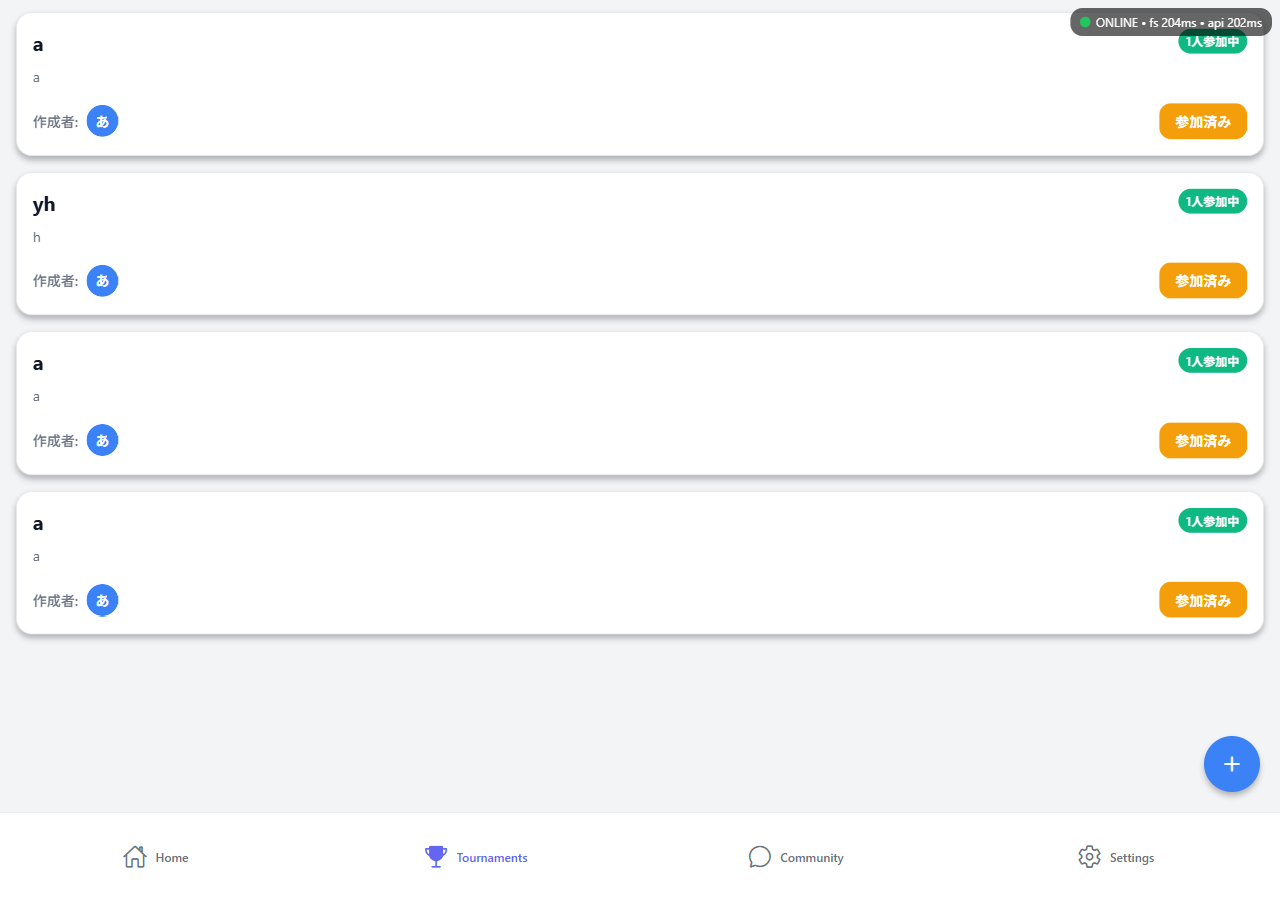 ONLINE • fs 204ms • api 202ms
a
1人参加中
a
作成者: あ
参加済み
yh
1人参加中
h
作成者: あ
参加済み
a
1人参加中
a
作成者: あ
参加済み
a
1人参加中
a
作成者: あ
参加済み
+
Home
Tournaments
Community
Settings